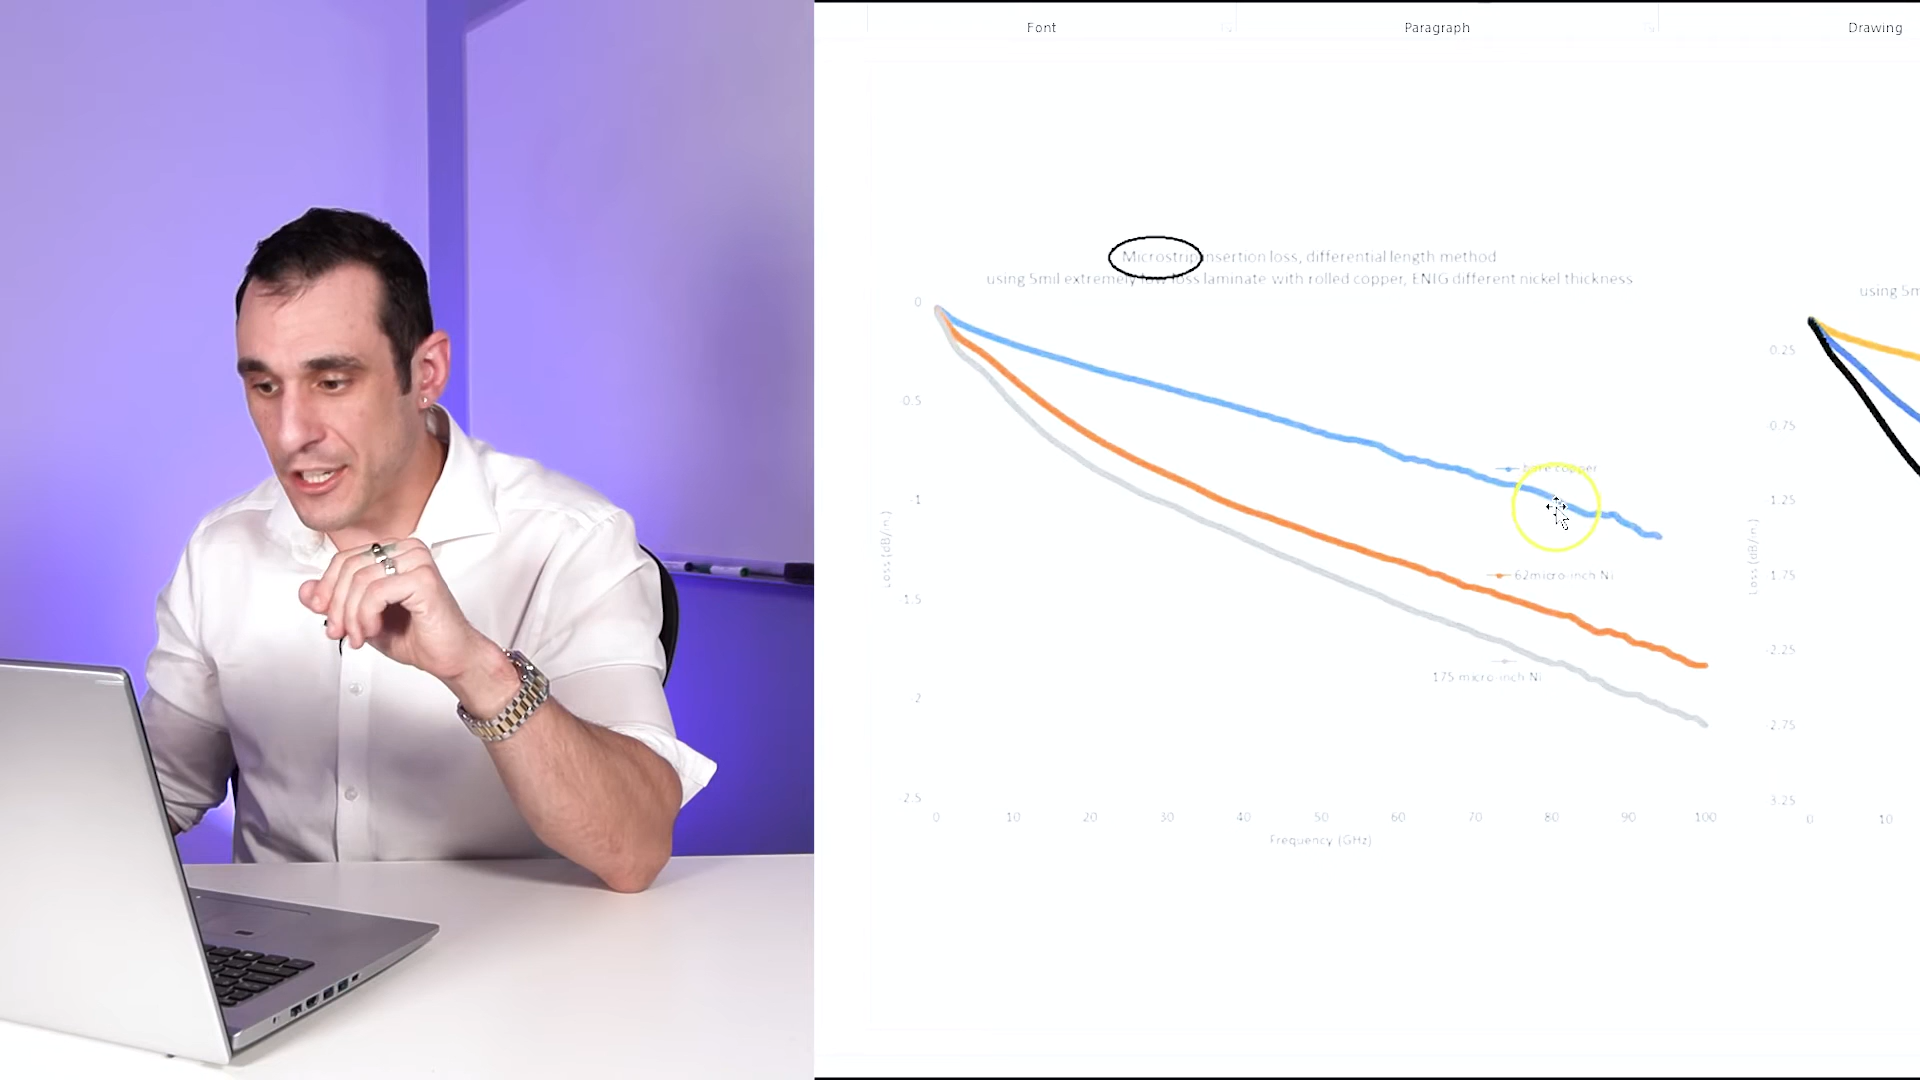 Font
Paragraph
Drawing
Microstrip insertion loss, differential length method
using 5mil extremely low loss laminate with rolled copper, ENIG different nickel thickness
0
-0.5
-1
-1.5
-2
-2.5
Loss (dB/in.)
bare copper
62micro inch Ni
175 micro inch Ni
0
10
20
30
40
50
60
70
80
90
100
Frequency (GHz)
using 5m
0.25
0.75
1.25
1.75
-2.25
-2.75
3.25
Loss (dB/in.)
0
10